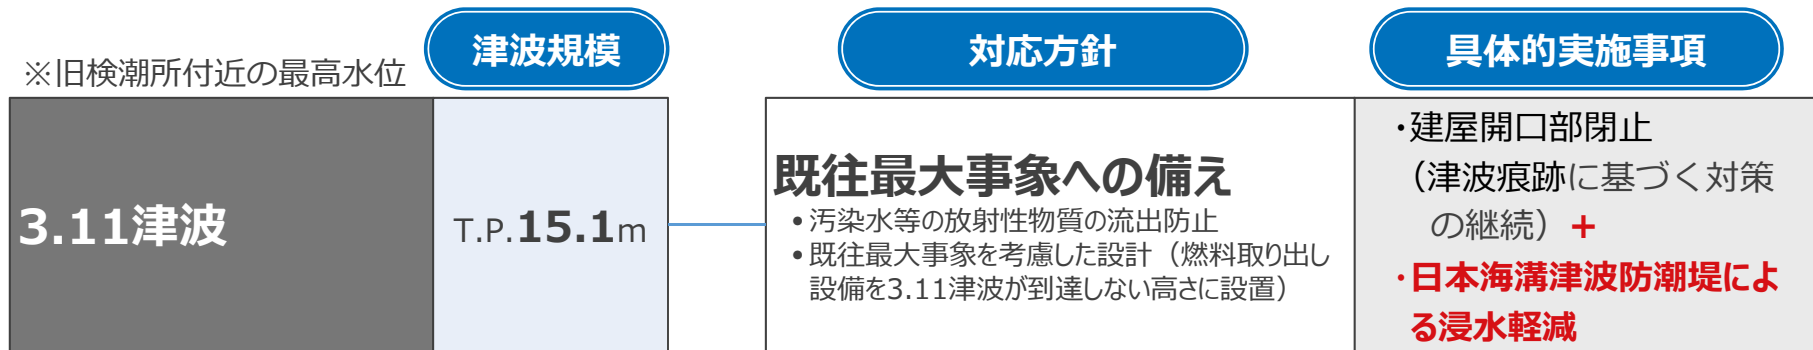 ※旧検潮所付近の最高水位
津波規模
対応方針
具体的実施事項
3.11津波
T.P.15.1m
既往最大事象への備え
•汚染水等の放射性物質の流出防止
•既往最大事象を考慮した設計（燃料取り出し
設備を3.11津波が到達しない高さに設置）
・建屋開口部閉止
（津波痕跡に基づく対策
の継続）+
・日本海溝津波防潮堤によ
る浸水軽減